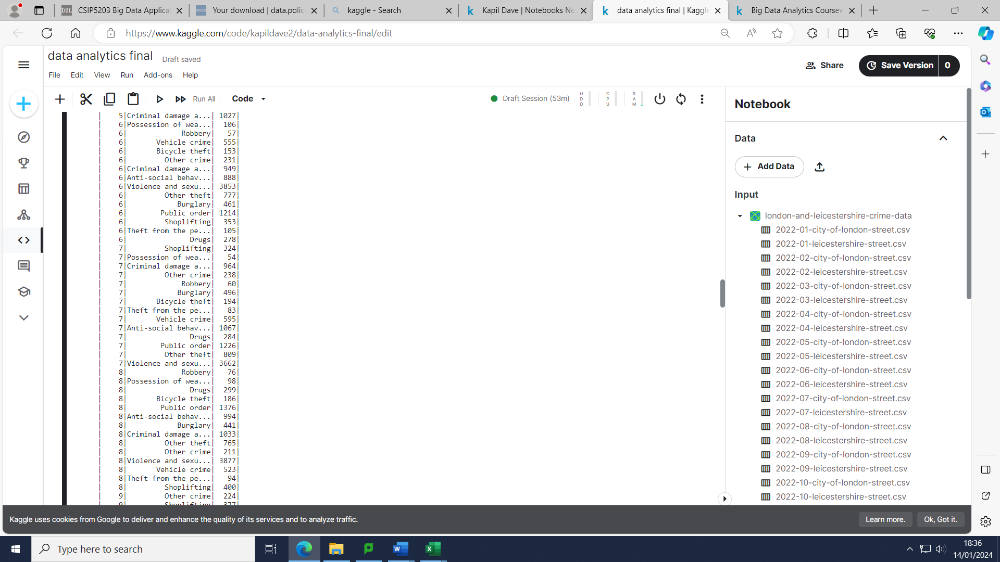 CSIP5203 Big Data Applicat
Your download | data.police
kaggle - Search
Kapil Dave | Notebooks No
data analytics final | Kaggle
Big Data Analytics Coursew
https://www.kaggle.com/code/kapildave2/data-analytics-final/edit
data analytics final Draft saved
Share
Save Version 0
File Edit View Run Add-ons Help
Run All Code
Draft Session (53m) HDD CPU RAM
Notebook
| 5|Criminal damage a...| 1027|
| 6|Possession of wea...| 106|
| 6| Robbery| 57|
| 6| Vehicle crime| 555|
| 6| Bicycle theft| 153|
| 6| Other crime| 231|
| 6|Criminal damage a...| 949|
| 6|Anti-social behav...| 888|
| 6|Violence and sexu...| 3853|
| 6| Other theft| 777|
| 6| Burglary| 461|
| 6| Public order| 1214|
| 6| Shoplifting| 353|
| 6|Theft from the pe...| 105|
| 6| Drugs| 278|
| 7| Shoplifting| 324|
| 7|Possession of wea...| 54|
| 7|Criminal damage a...| 964|
| 7| Other crime| 238|
| 7| Robbery| 60|
| 7| Burglary| 496|
| 7| Bicycle theft| 194|
| 7|Theft from the pe...| 83|
| 7| Vehicle crime| 595|
| 7|Anti-social behav...| 1067|
| 7| Drugs| 284|
| 7| Public order| 1226|
| 7| Other theft| 809|
| 7|Violence and sexu...| 3662|
| 8| Robbery| 76|
| 8|Possession of wea...| 98|
| 8| Drugs| 299|
| 8| Bicycle theft| 186|
| 8| Public order| 1376|
| 8|Anti-social behav...| 994|
| 8| Burglary| 441|
| 8|Criminal damage a...| 1033|
| 8| Other theft| 765|
| 8| Other crime| 211|
| 8|Violence and sexu...| 3877|
| 8| Vehicle crime| 523|
| 8|Theft from the pe...| 94|
| 8| Shoplifting| 400|
| 9| Other crime| 224|
| 9| Shoplifting| 377|
Data
Add Data
Input
london-and-leicestershire-crime-data
2022-01-city-of-london-street.csv
2022-01-leicestershire-street.csv
2022-02-city-of-london-street.csv
2022-02-leicestershire-street.csv
2022-03-city-of-london-street.csv
2022-03-leicestershire-street.csv
2022-04-city-of-london-street.csv
2022-04-leicestershire-street.csv
2022-05-city-of-london-street.csv
2022-05-leicestershire-street.csv
2022-06-city-of-london-street.csv
2022-06-leicestershire-street.csv
2022-07-city-of-london-street.csv
2022-07-leicestershire-street.csv
2022-08-city-of-london-street.csv
2022-08-leicestershire-street.csv
2022-09-city-of-london-street.csv
2022-09-leicestershire-street.csv
2022-10-city-of-london-street.csv
2022-10-leicestershire-street.csv
Kaggle uses cookies from Google to deliver and enhance the quality of its services and to analyze traffic.
Learn more. Ok, Got it.
Type here to search
18:36
14/01/2024